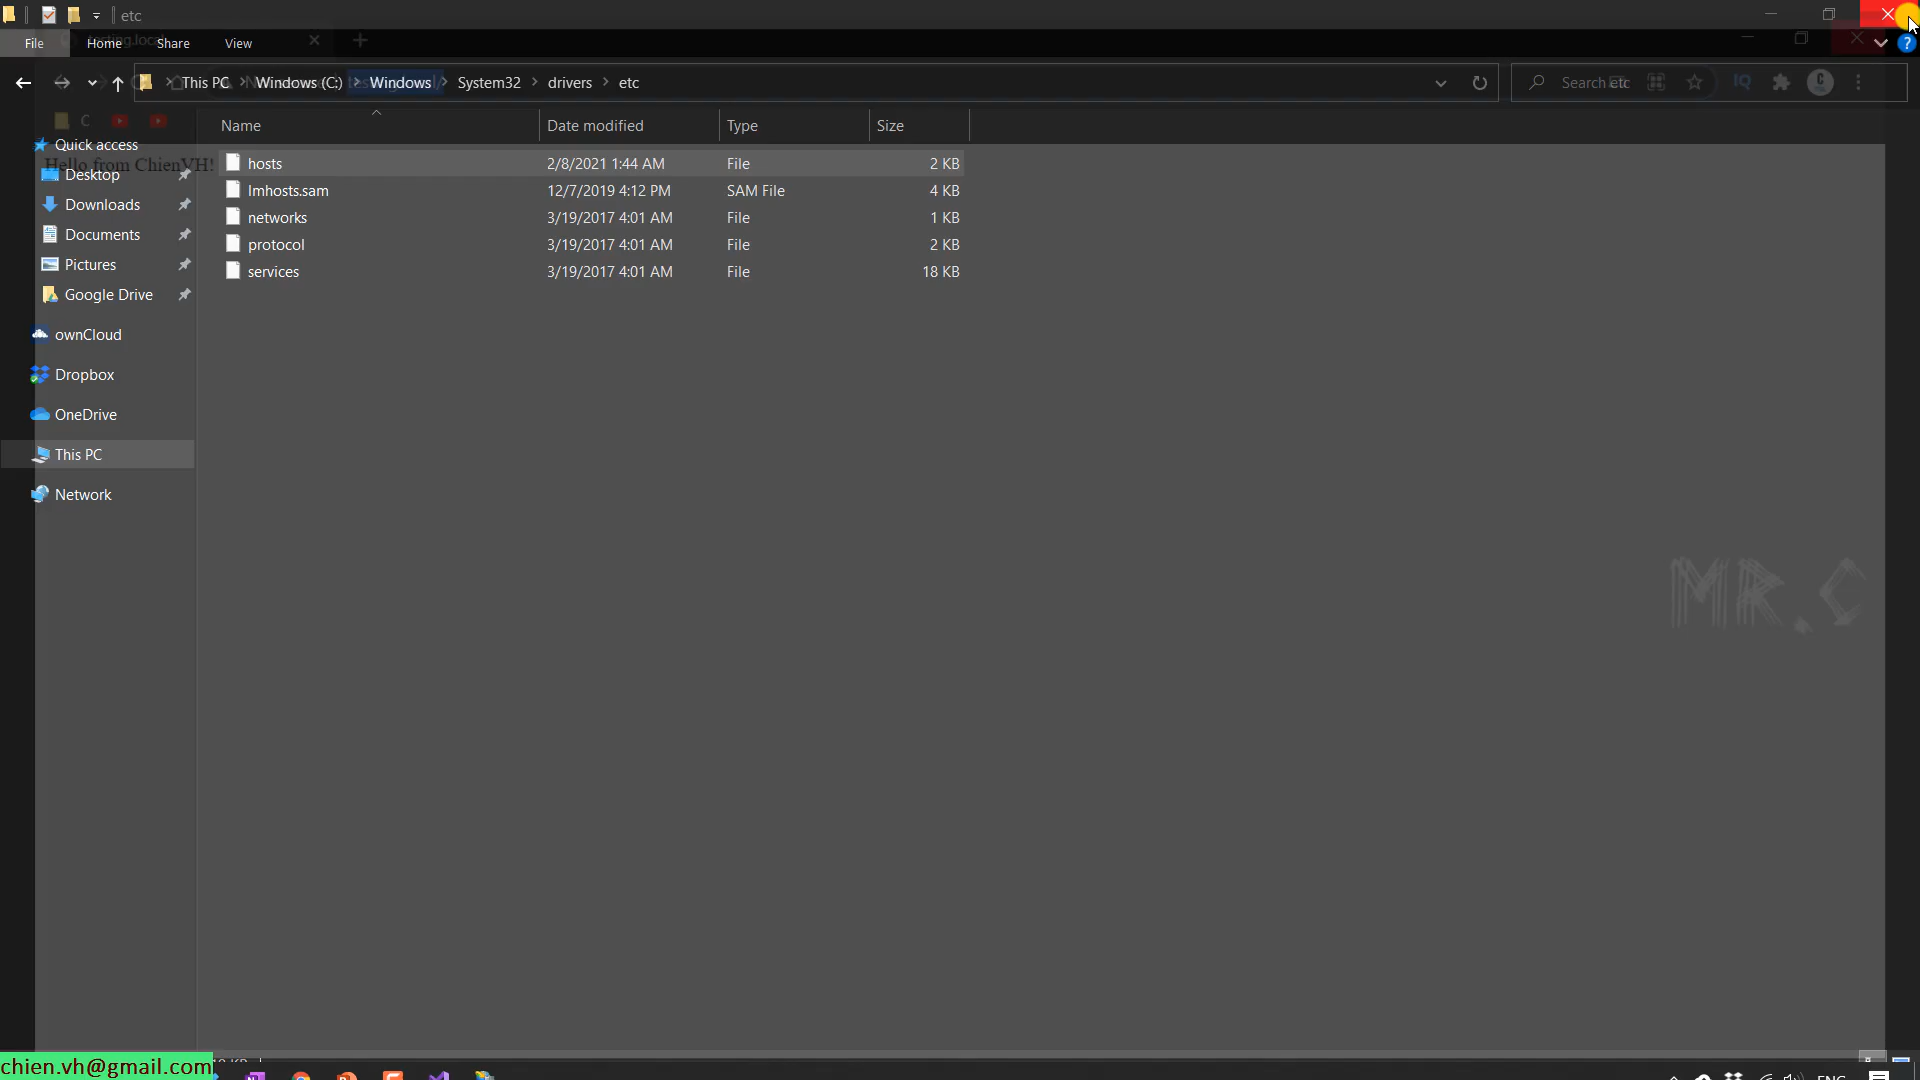 etc
testing.local
File Home Share View
This PC Windows (C:) Windows System32 drivers etc
Search etc
IQ
C
Name Date modified Type Size
Quick access
Hello from ChienVH!
hosts 2/8/2021 1:44 AM File 2 KB
Desktop
lmhosts.sam 12/7/2019 4:12 PM SAM File 4 KB
Downloads
networks 3/19/2017 4:01 AM File 1 KB
Documents
protocol 3/19/2017 4:01 AM File 2 KB
Pictures
services 3/19/2017 4:01 AM File 18 KB
Google Drive
ownCloud
Dropbox
OneDrive
This PC
Network
MR.C
chien.vh@gmail.com
ENG